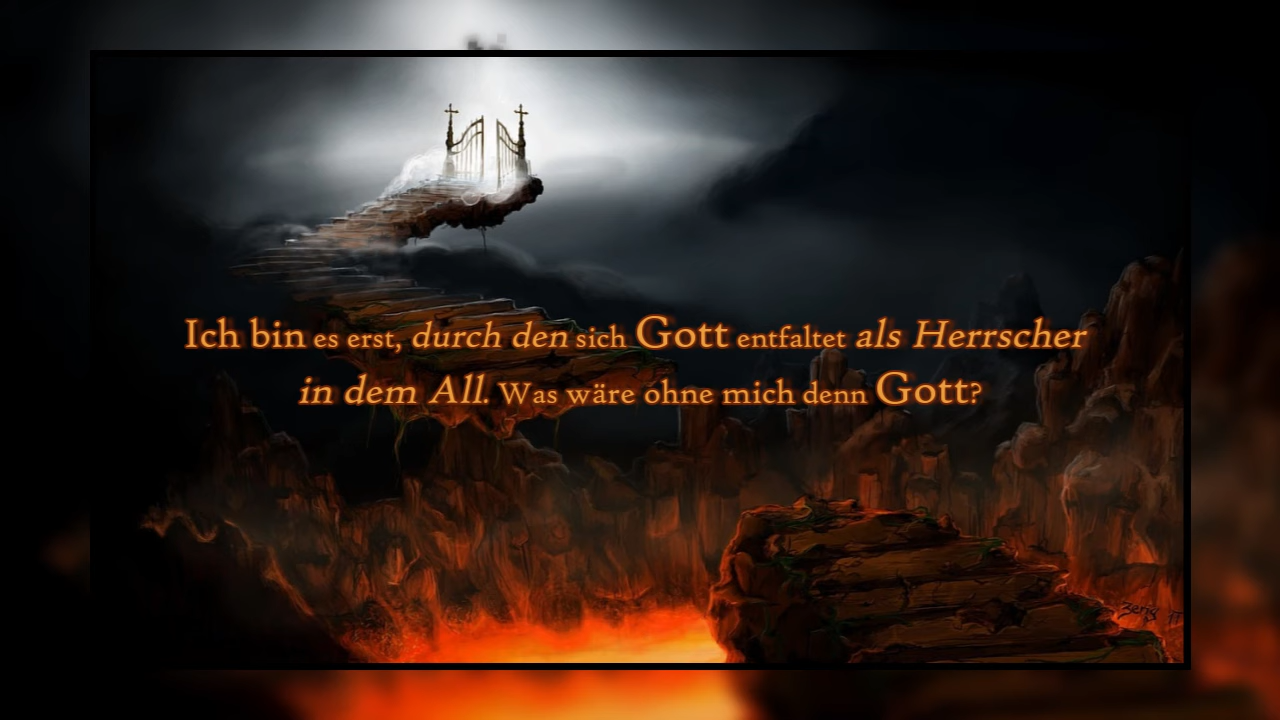 Ich bin es erst, durch den sich Gott entfaltet als Herrscher
in dem All. Was wäre ohne mich denn Gott?